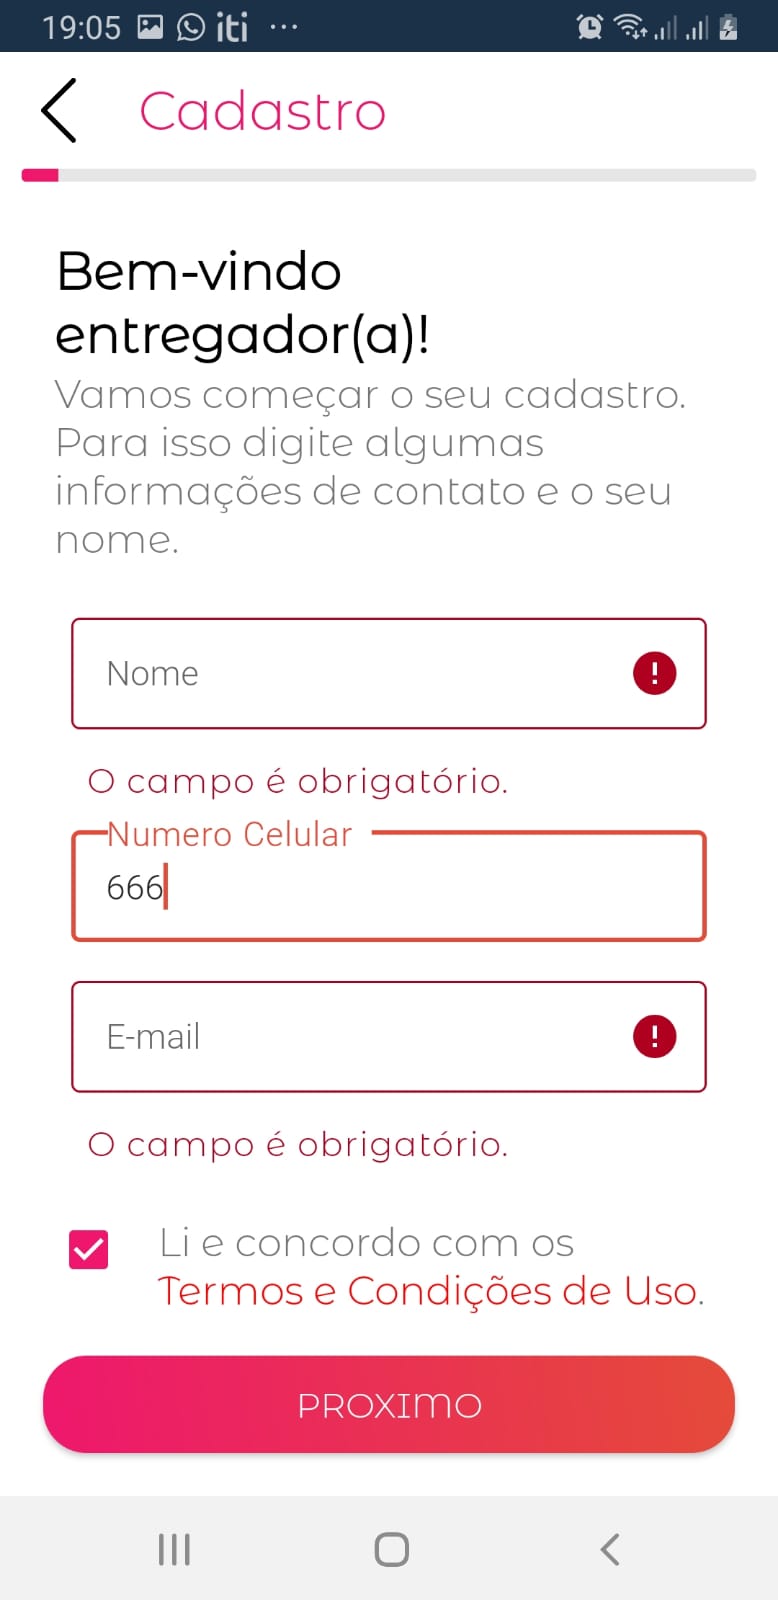 19:05 iti ...
Cadastro
Bem-vindo
entregador(a)!
Vamos começar o seu cadastro.
Para isso digite algumas
informações de contato e o seu
nome.
Nome
O campo é obrigatório.
Numero Celular
666
E-mail
O campo é obrigatório.
Li e concordo com os
Termos e Condições de Uso.
PROXIMO